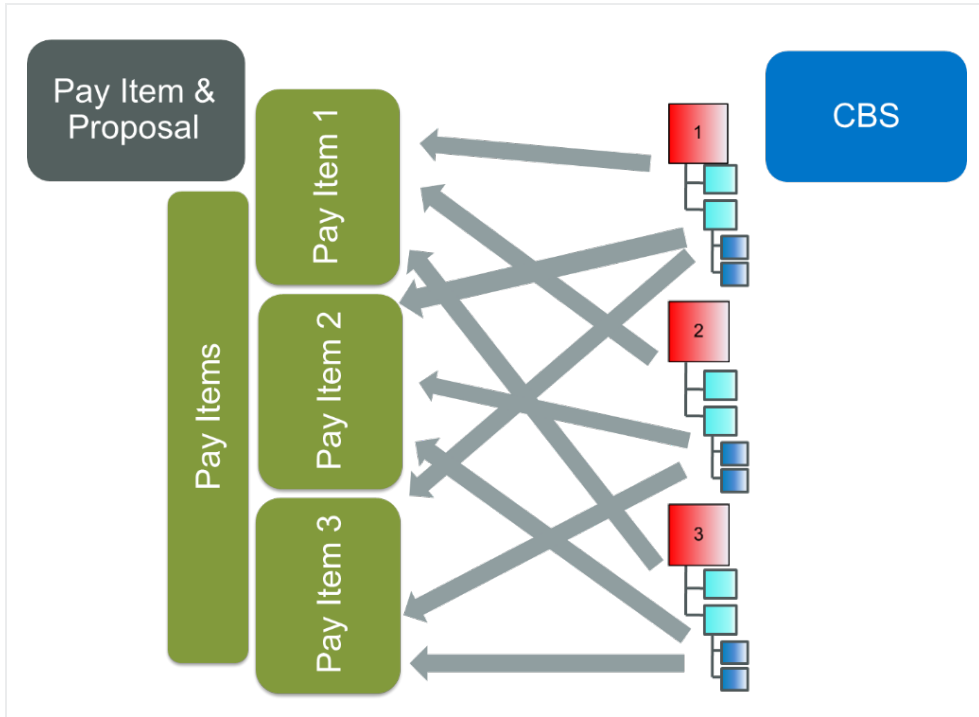 Pay Item &
Proposal
CBS
Pay Items
Pay Item 1
Pay Item 2
Pay Item 3
1
2
3